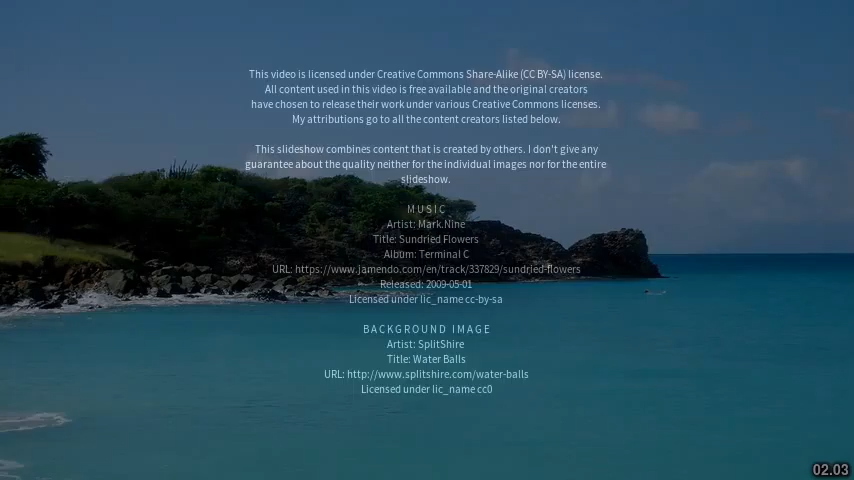 This video is licensed under Creative Commons Share-Alike (CC BY-SA) license.
All content used in this video is free available and the original creators
have chosen to release their work under various Creative Commons licenses.
My attributions go to all the content creators listed below.
This slideshow combines content that is created by others. I don't give any
guarantee about the quality neither for the individual images nor for the entire
slideshow.
MUSIC
Artist: Mark.Nine
Title: Sundried Flowers
Album: Terminal C
URL: https://www.jamendo.com/en/track/337829/sundried-flowers
Released: 2009-05-01
Licensed under lic_name cc-by-sa
BACKGROUND IMAGE
Artist: SplitShire
Title: Water Balls
URL: http://www.splitshire.com/water-balls
Licensed under lic_name cc0
02.03